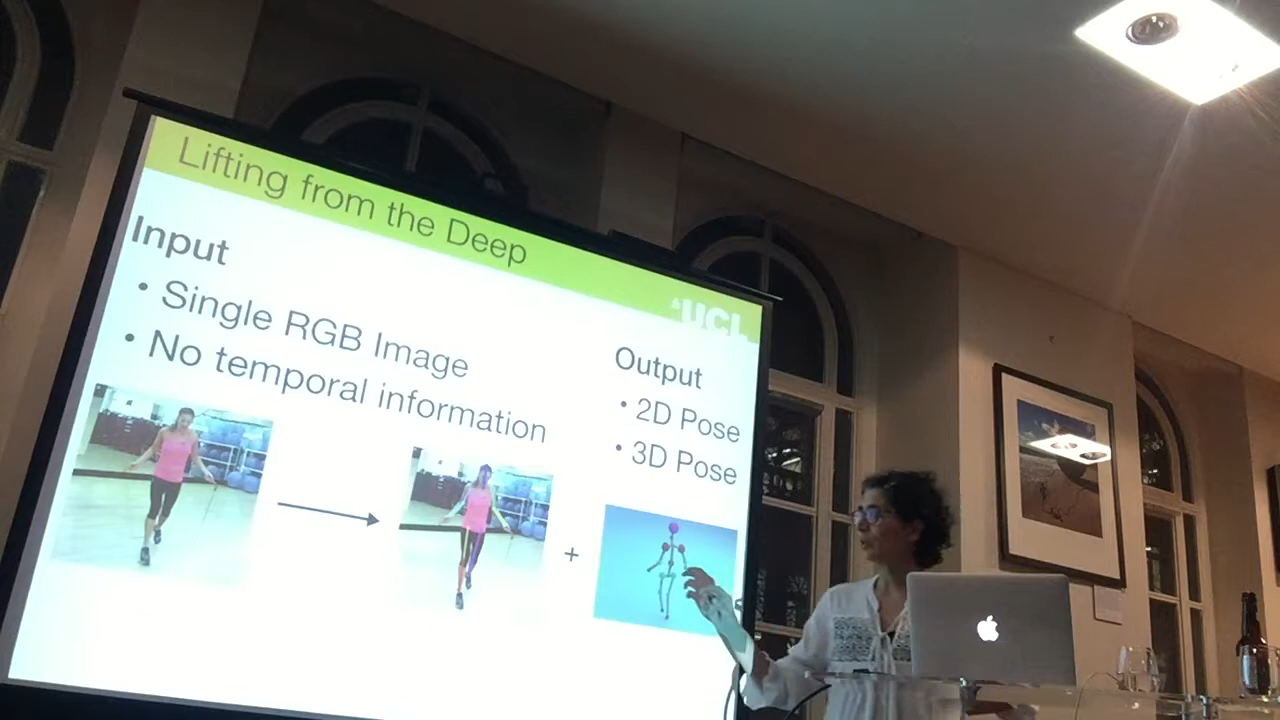 Lifting from the Deep
UCL
Input
• Single RGB Image
• No temporal information
Output
• 2D Pose
• 3D Pose
+